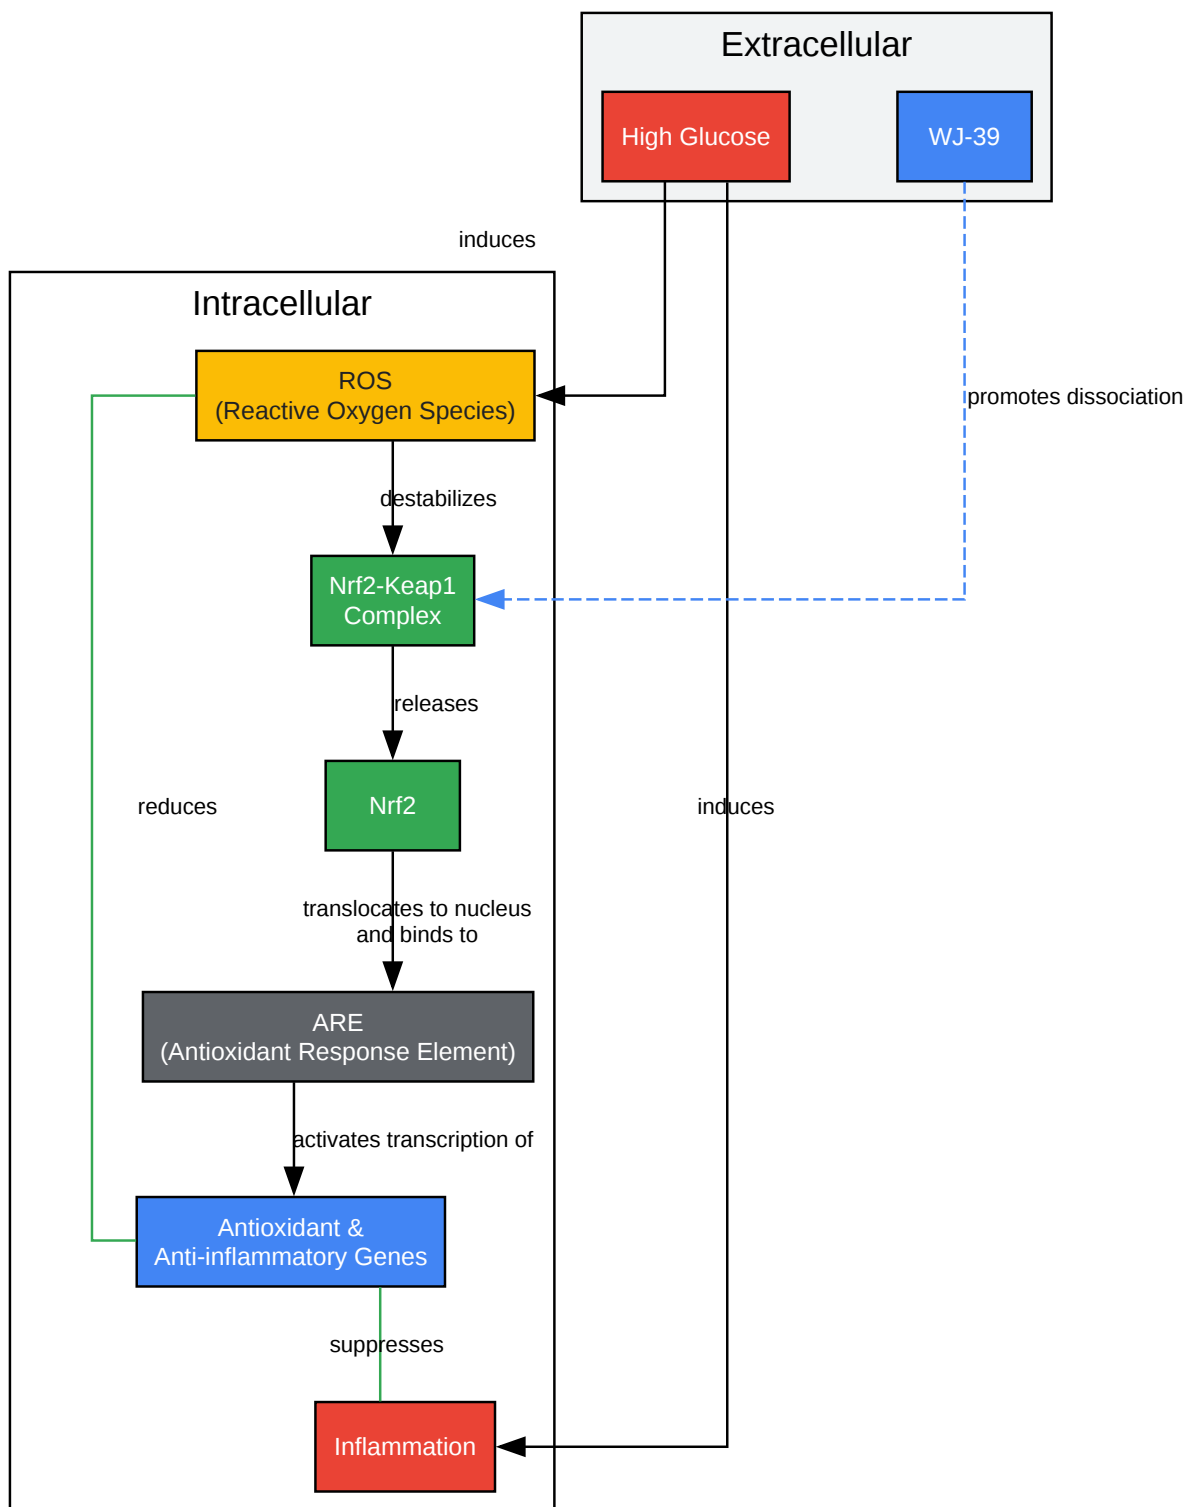 Extracellular
High Glucose
WJ-39
induces
Intracellular
ROS
(Reactive Oxygen Species)
promotes dissociation
destabilizes
Nrf2-Keap1
Complex
releases
reduces
Nrf2
induces
translocates to nucleus
and binds to
ARE
(Antioxidant Response Element)
activates transcription of
Antioxidant &
Anti-inflammatory Genes
suppresses
Inflammation